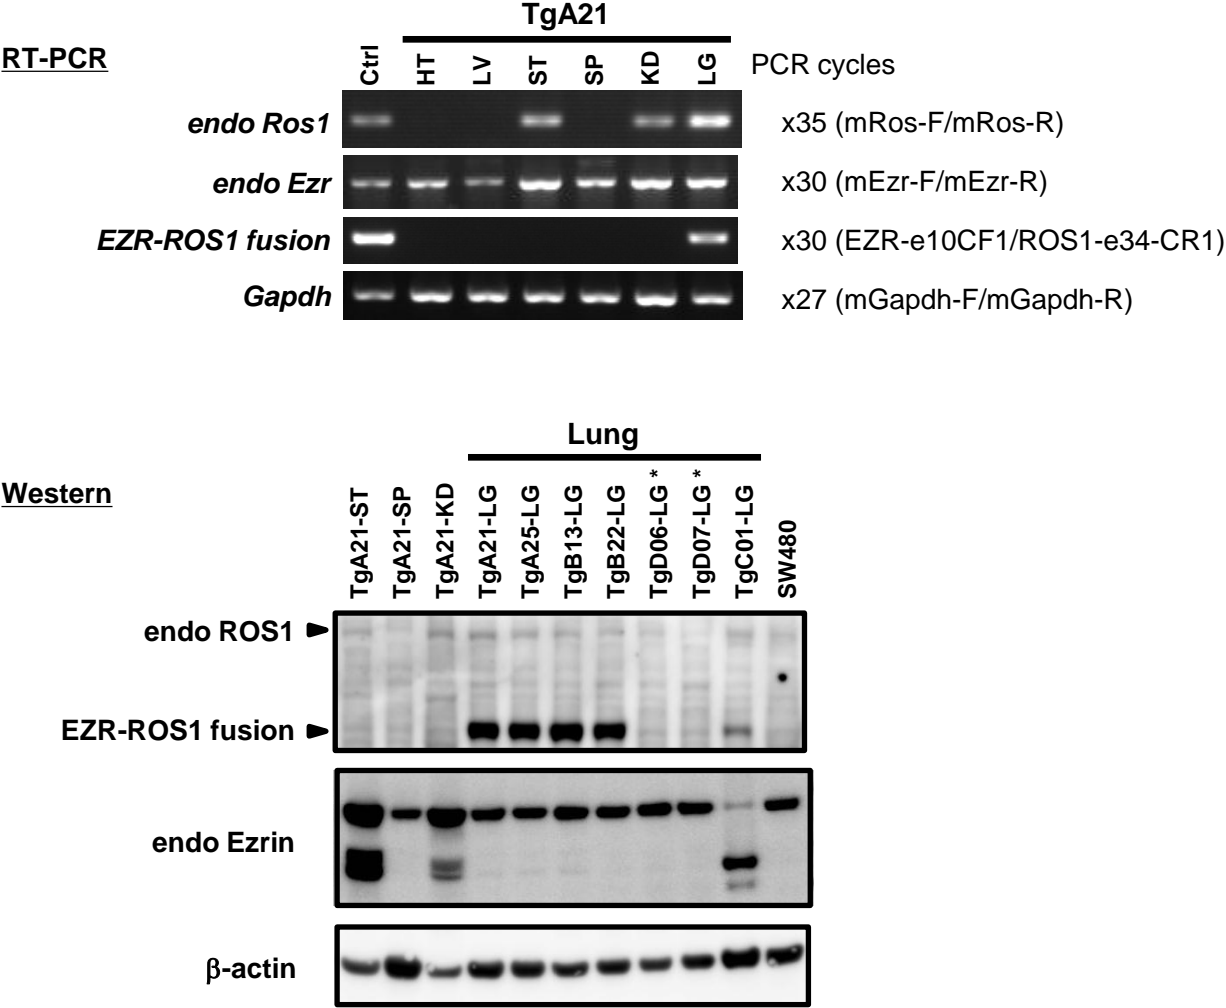 TgA21
RT-PCR
Ctrl HT LV ST SP KD LG PCR cycles
endo Ros1 x35 (mRos-F/mRos-R)
endo Ezr x30 (mEzr-F/mEzr-R)
EZR-ROS1 fusion x30 (EZR-e10CF1/ROS1-e34-CR1)
Gapdh x27 (mGapdh-F/mGapdh-R)
Lung
Western
TgA21-ST TgA21-SP TgA21-KD TgA21-LG TgA25-LG TgB13-LG TgB22-LG TgD06-LG * TgD07-LG * TgC01-LG SW480
endo ROS1
EZR-ROS1 fusion
endo Ezrin
β-actin